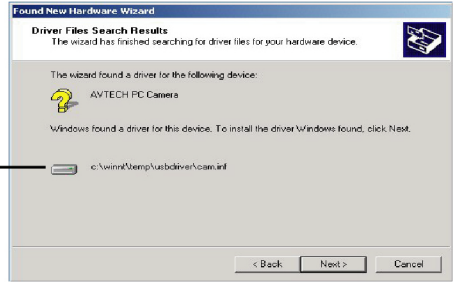 Found New Hardware Wizard
Driver Files Search Results
The wizard has finished searching for driver files for your hardware device.
The wizard found a driver for the following device:
AVTECH PC Camera
Windows found a driver for this device. To install the driver Windows found, click Next.
c:\winnt\temp\usbdriver\cam.inf
< Back Next > Cancel